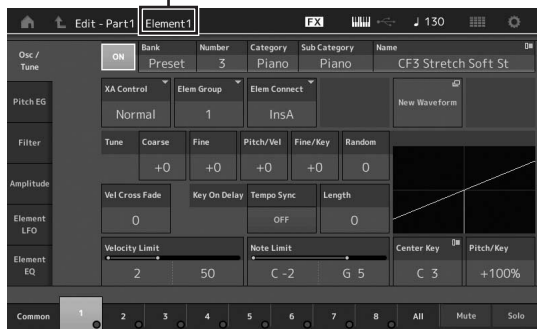 Edit - Part1 Element1 FX 130
Osc / Tune
Pitch EG
Filter
Amplitude
Element LFO
Element EQ
ON
Bank Number Category Sub Category Name
Preset 3 Piano Piano CF3 Stretch Soft St
XA Control Elem Group Elem Connect
Normal 1 InsA
New Waveform
Tune Coarse Fine Pitch/Vel Fine/Key Random
+0 +0 +0 +0 0
Vel Cross Fade Key On Delay Tempo Sync Length
0 OFF 0
Velocity Limit Note Limit Center Key Pitch/Key
2 50 C -2 G 5 C 3 +100%
Common 1 2 3 4 5 6 7 8 All Mute Solo